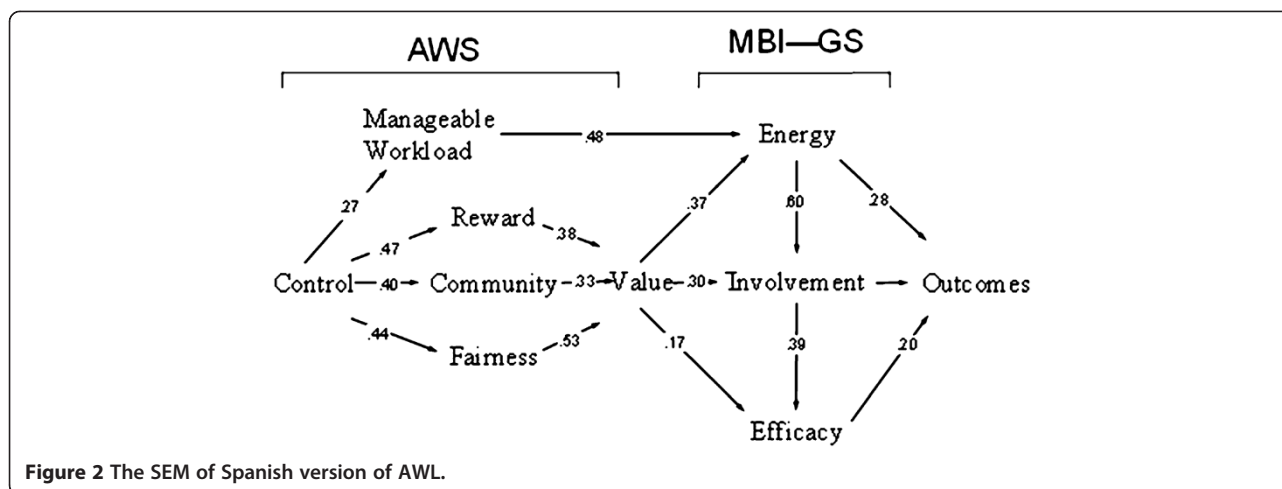 AWS
MBI—GS
Manageable
Workload
.48
Energy
.27
.37
.60
.28
Reward
.47
.38
Control
.40
Community
.33
Value
.30
Involvement
Outcomes
.44
.53
.17
.39
.20
Fairness
Efficacy
Figure 2 The SEM of Spanish version of AWL.